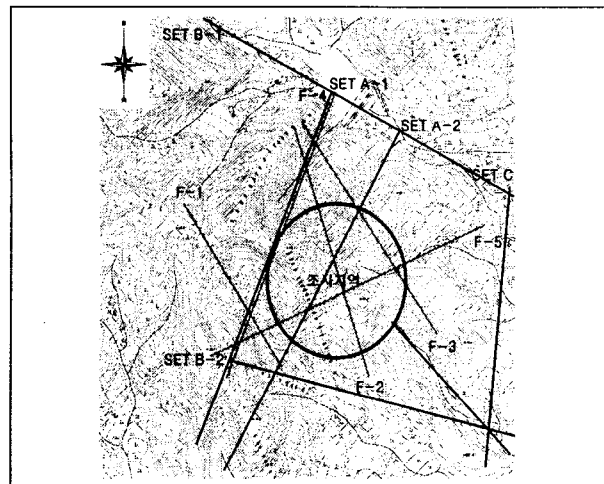 SET B-1
SET A-1
F-4
SET A-2
SET C
F-1
F-5
조사지역
SET B-2
F-3
F-2